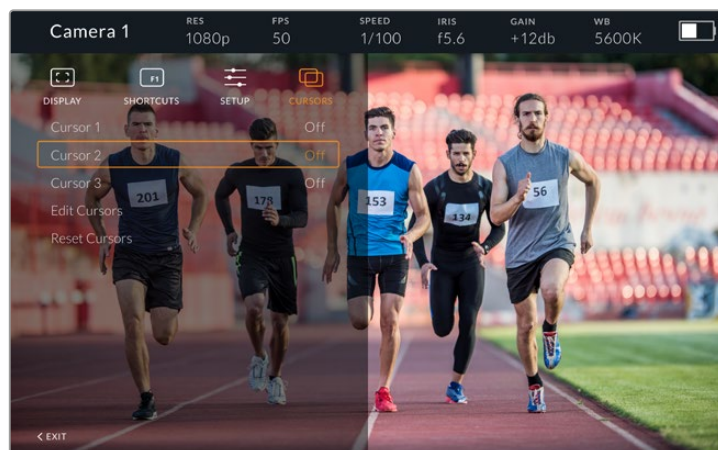 Camera 1
RES FPS SPEED IRIS GAIN WB
1080p 50 1/100 f5.6 +12db 5600K
F1
DISPLAY SHORTCUTS SETUP CURSORS
Cursor 1 Off
Cursor 2 Off
Cursor 3 Off
Edit Cursors
Reset Cursors
201 178 153 134 56
< EXIT